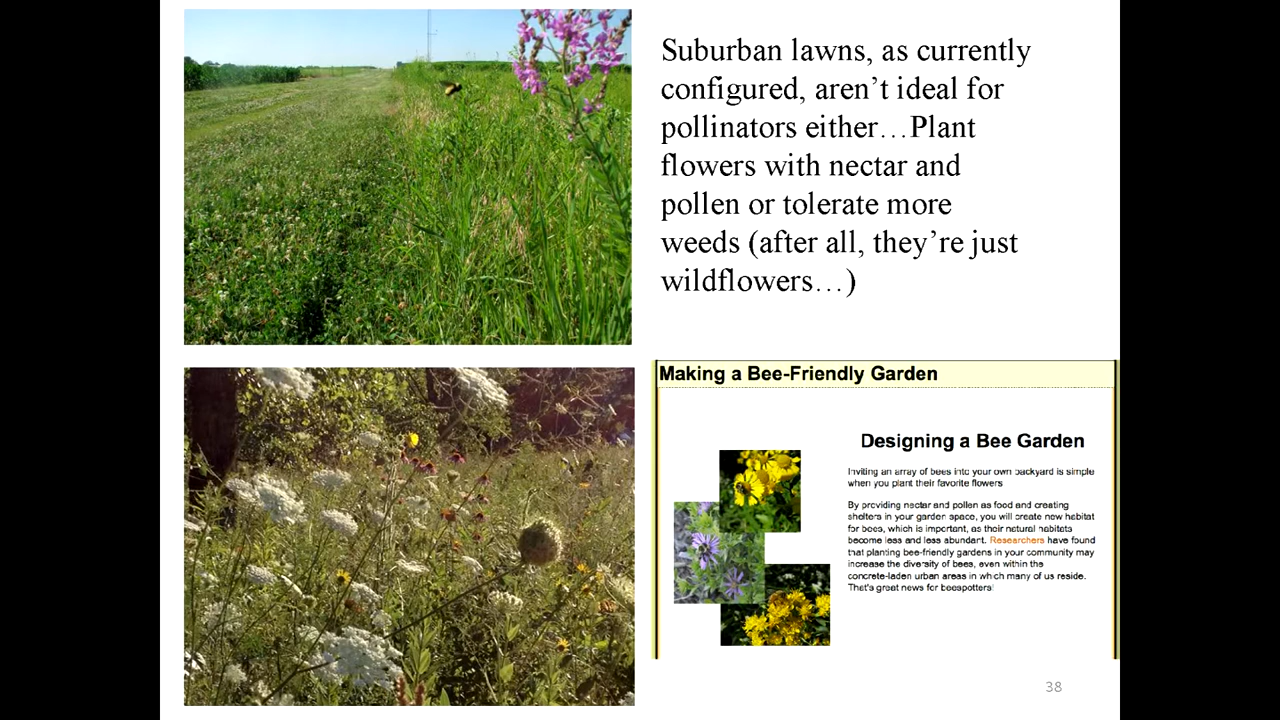 Suburban lawns, as currently
configured, aren’t ideal for
pollinators either…Plant
flowers with nectar and
pollen or tolerate more
weeds (after all, they’re just
wildflowers…)
Making a Bee-Friendly Garden
Designing a Bee Garden
Inviting an array of bees into your own backyard is simple
when you plant their favorite flowers
By providing nectar and pollen as food and creating
shelters in your garden space, you will create new habitat
for bees, which is important, as their natural habitats
become less and less abundant. Researchers have found
that planting bee-friendly gardens in your community may
increase the diversity of bees, even within the
concrete-laden urban areas in which many of us reside.
That's great news for beespotters!
38